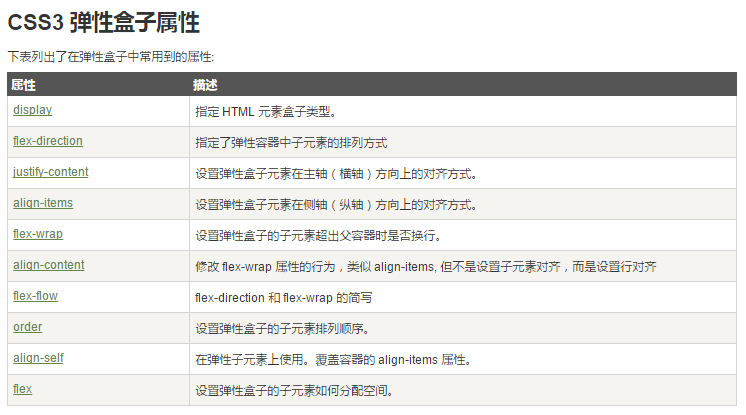 CSS3 弹性盒子属性
下表列出了在弹性盒子中常用到的属性:
属性 描述
display 指定 HTML 元素盒子类型。
flex-direction 指定了弹性容器中子元素的排列方式
justify-content 设置弹性盒子元素在主轴（横轴）方向上的对齐方式。
align-items 设置弹性盒子元素在侧轴（纵轴）方向上的对齐方式。
flex-wrap 设置弹性盒子的子元素超出父容器时是否换行。
align-content 修改 flex-wrap 属性的行为，类似 align-items, 但不是设置子元素对齐，而是设置行对齐
flex-flow flex-direction 和 flex-wrap 的简写
order 设置弹性盒子的子元素排列顺序。
align-self 在弹性子元素上使用。覆盖容器的 align-items 属性。
flex 设置弹性盒子的子元素如何分配空间。